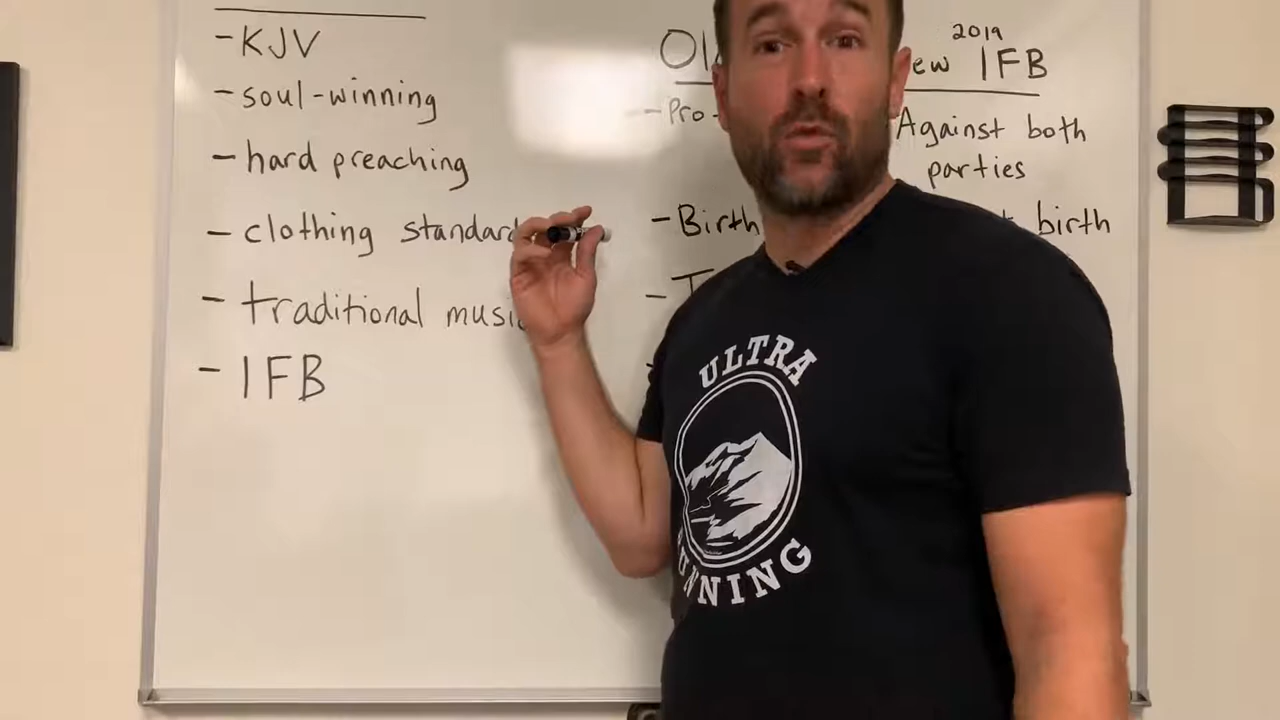 - KJV
- soul-winning
- hard preaching
- clothing standard
- traditional music
- IFB
Ol
2019
ew IFB
- Pro-
Against both
parties
- Birth
birth
ULTRA
RUNNING